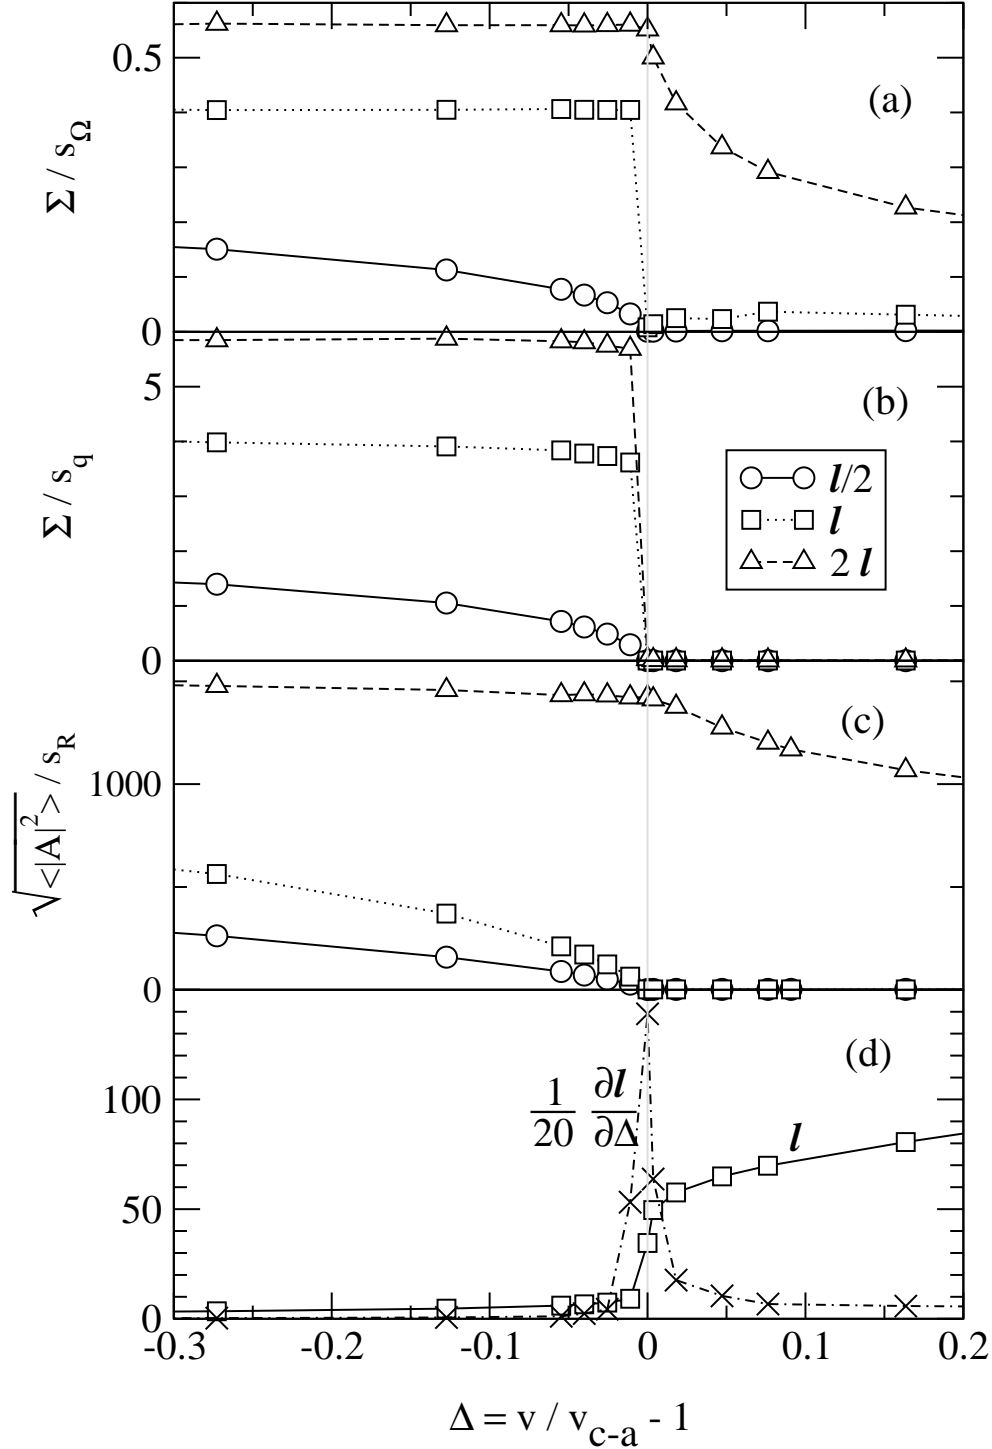 0.5
(a)
Σ / s_Ω
0
5
(b)
Σ / s_q
l/2
l
2 l
0
(c)
1000
√<|A|²> / s_R
0
(d)
1/20 ∂l/∂Δ
100
l
50
0
-0.3 -0.2 -0.1 0 0.1 0.2
Δ = v / v_c-a - 1